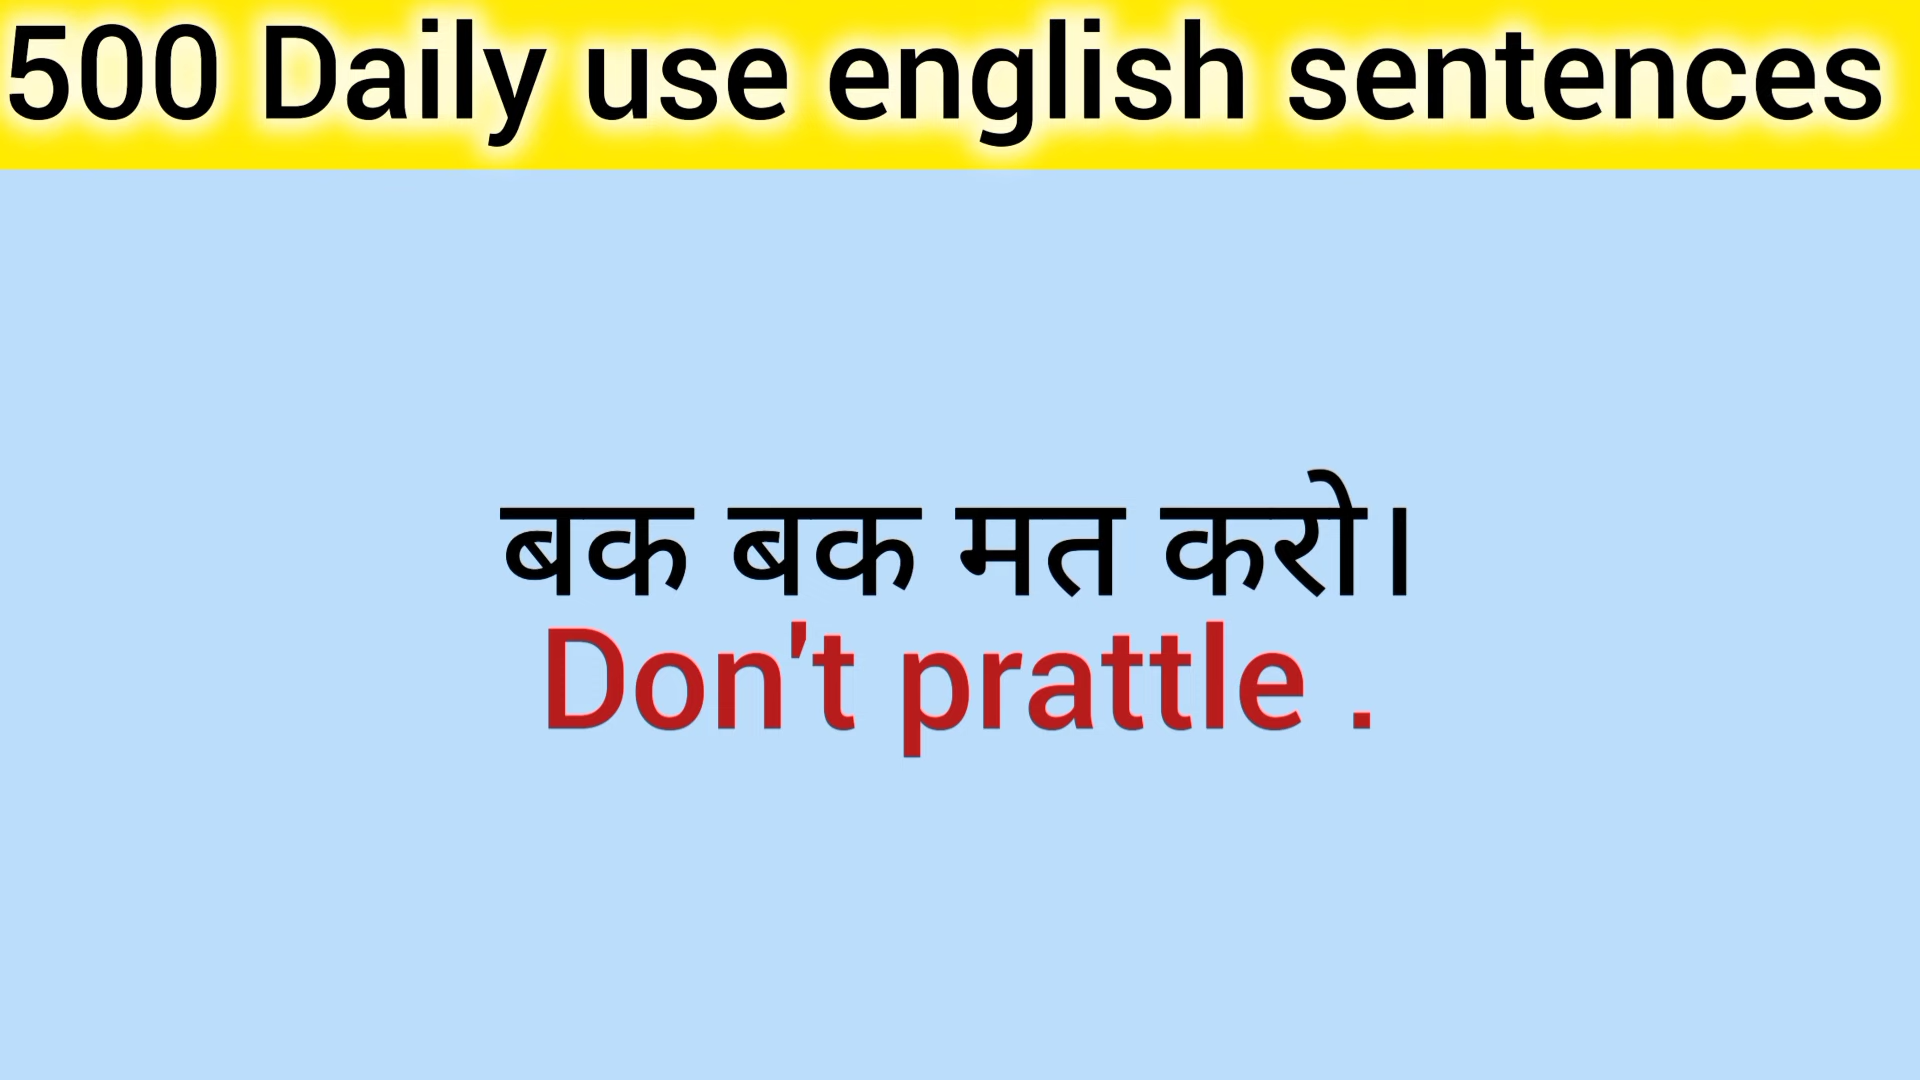 500 Daily use english sentences
बक बक मत करो।
Don't prattle .